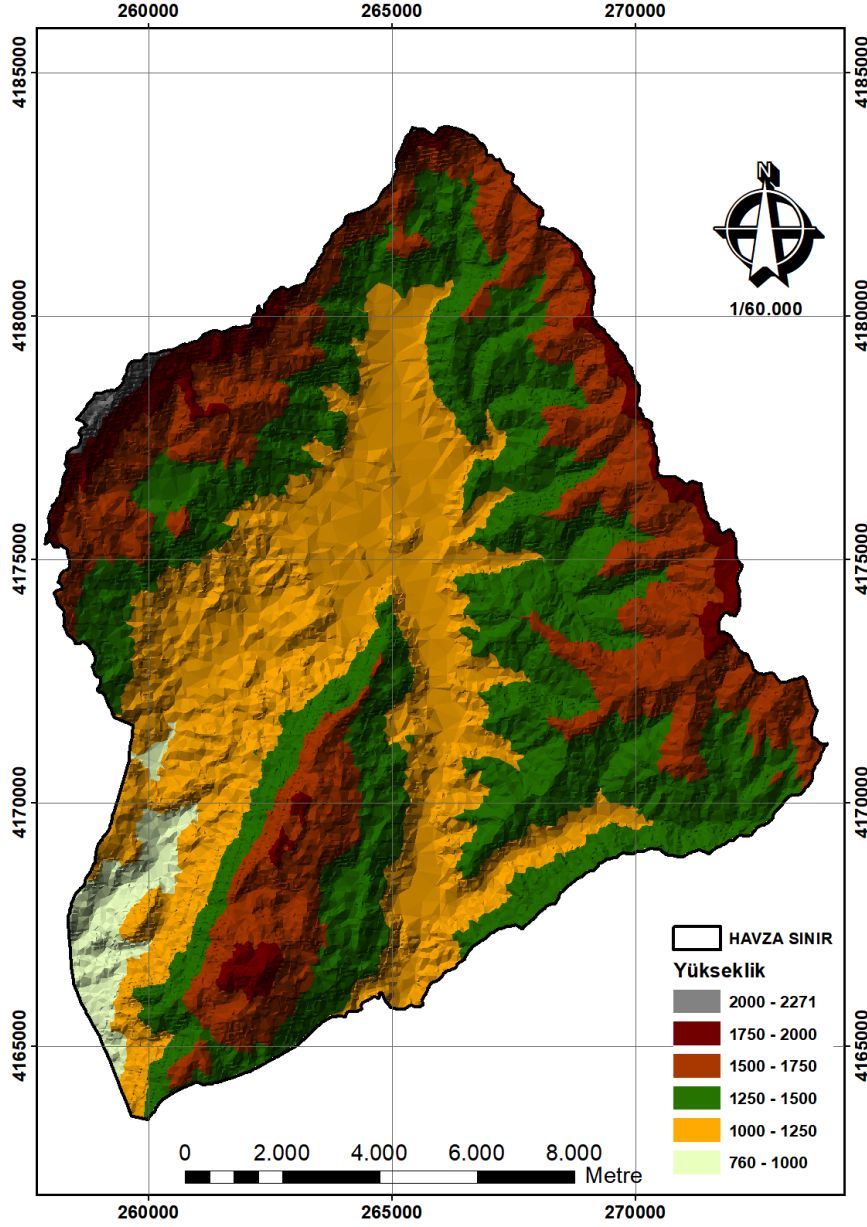 260000 265000 270000
4185000 4185000
N
1/60.000
4180000 4180000
4175000 4175000
4170000 4170000
HAVZA SINIR
Yükseklik
2000 - 2271
1750 - 2000
1500 - 1750
1250 - 1500
1000 - 1250
760 - 1000
4165000 4165000
0 2.000 4.000 6.000 8.000
Metre
260000 265000 270000